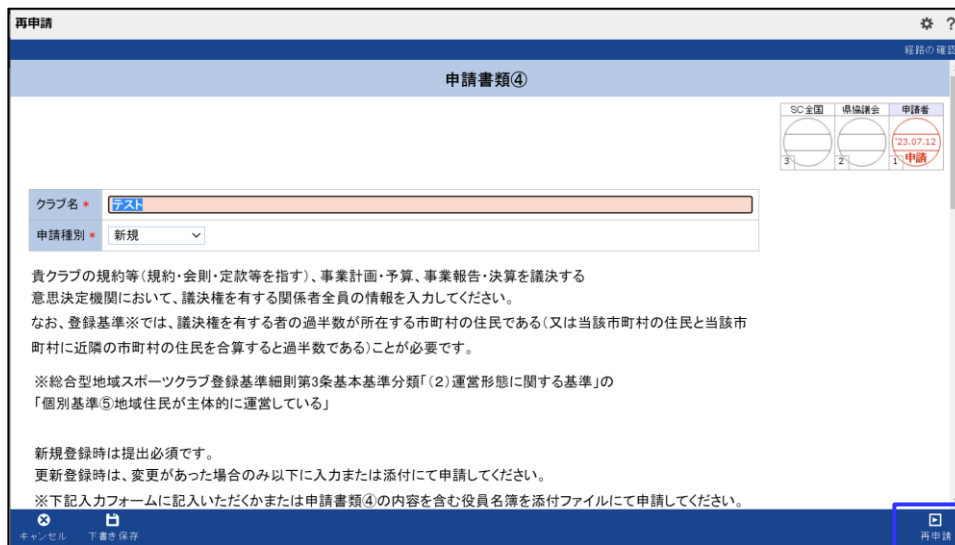 再申請
?
経路の確認
申請書類④
SC全国 県協議会 申請者
'23.07.12
3 2 1 申請
クラブ名 * テスト
申請種別 * 新規
貴クラブの規約等(規約・会則・定款等を指す)、事業計画・予算、事業報告・決算を議決する
意思決定機関において、議決権を有する関係者全員の情報を入力してください。
なお、登録基準※では、議決権を有する者の過半数が所在する市町村の住民である(又は当該市町村の住民と当該市
町村に近隣の市町村の住民を合算すると過半数である)ことが必要です。
※総合型地域スポーツクラブ登録基準細則第3条基本基準分類「(2)運営形態に関する基準」の
「個別基準⑤地域住民が主体的に運営している」
新規登録時は提出必須です。
更新登録時は、変更があった場合のみ以下に入力または添付にて申請してください。
※下記入力フォームに記入いただくかまたは申請書類④の内容を含む役員名簿を添付ファイルにて申請してください。
キャンセル 下書き保存 再申請